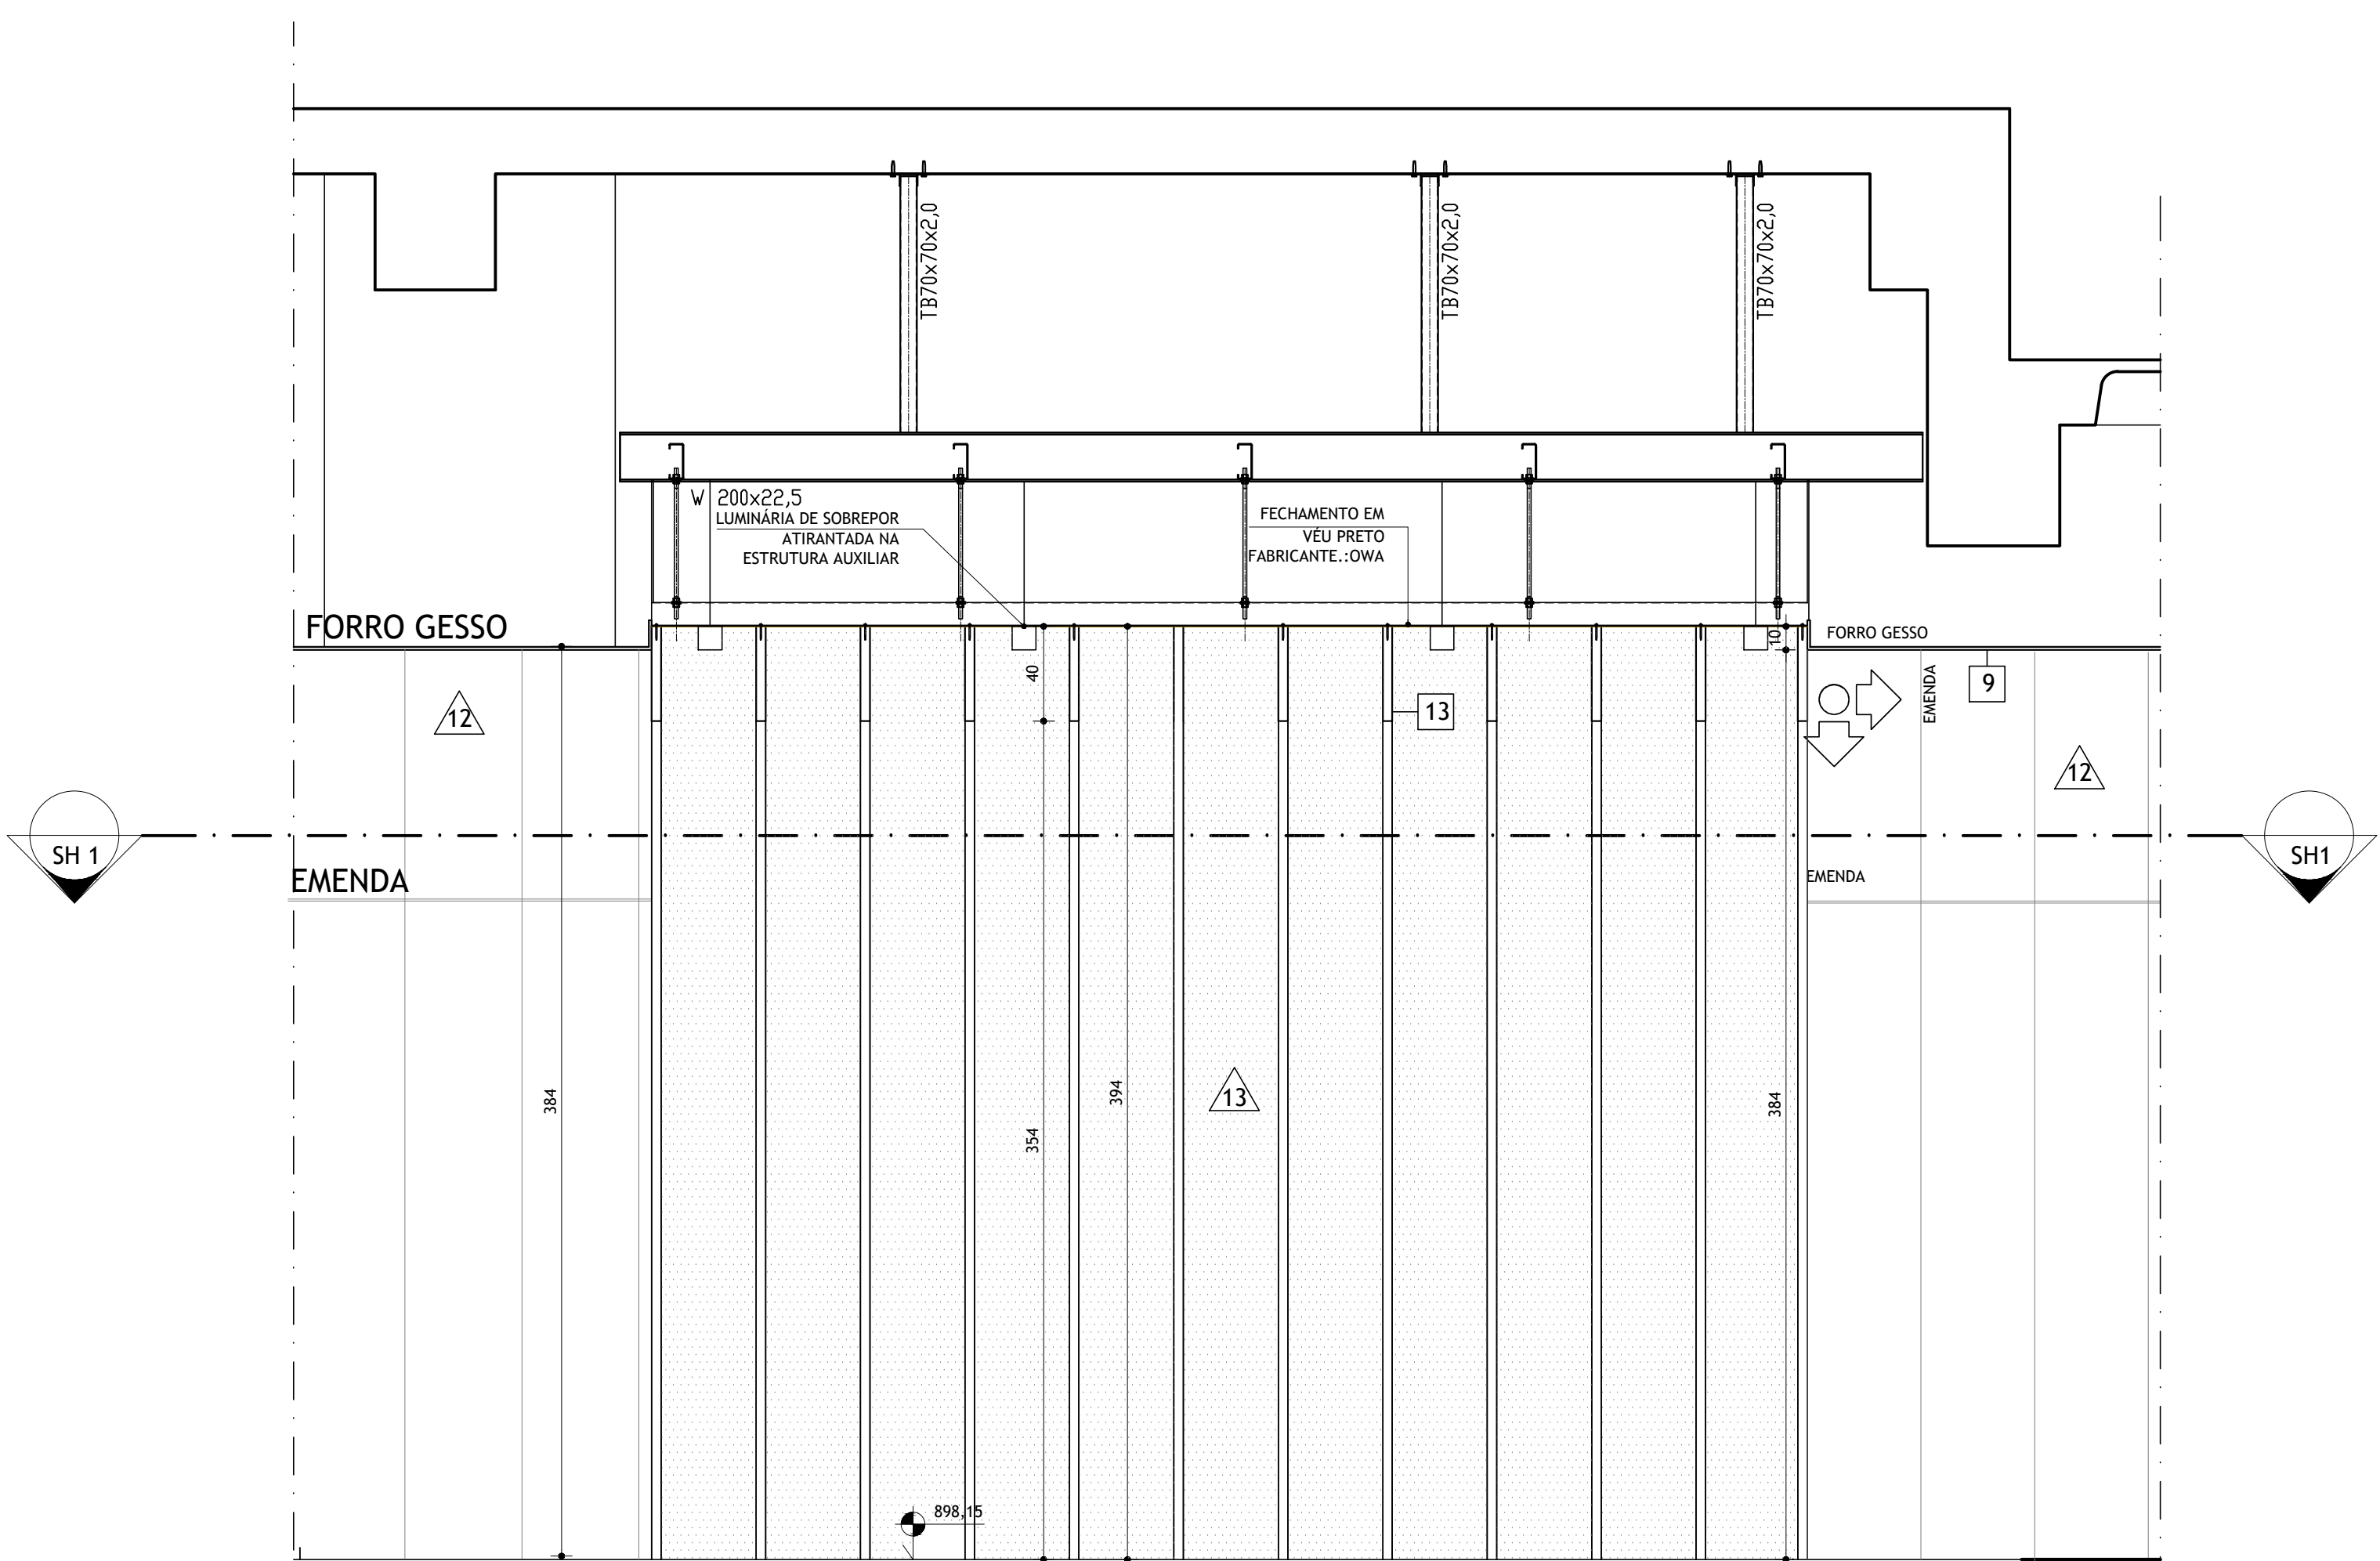 TB70x70x2,0
TB70x70x2,0
TB70x70x2,0
W 200x22,5
LUMINÁRIA DE SOBREPOR
ATIRANTADA NA
ESTRUTURA AUXILIAR
FECHAMENTO EM
VÉU PRETO
FABRICANTE.:OWA
FORRO GESSO
FORRO GESSO
10
40
EMENDA
9
12
13
12
SH 1
SH1
EMENDA
EMENDA
384
394
13
384
354
898,15